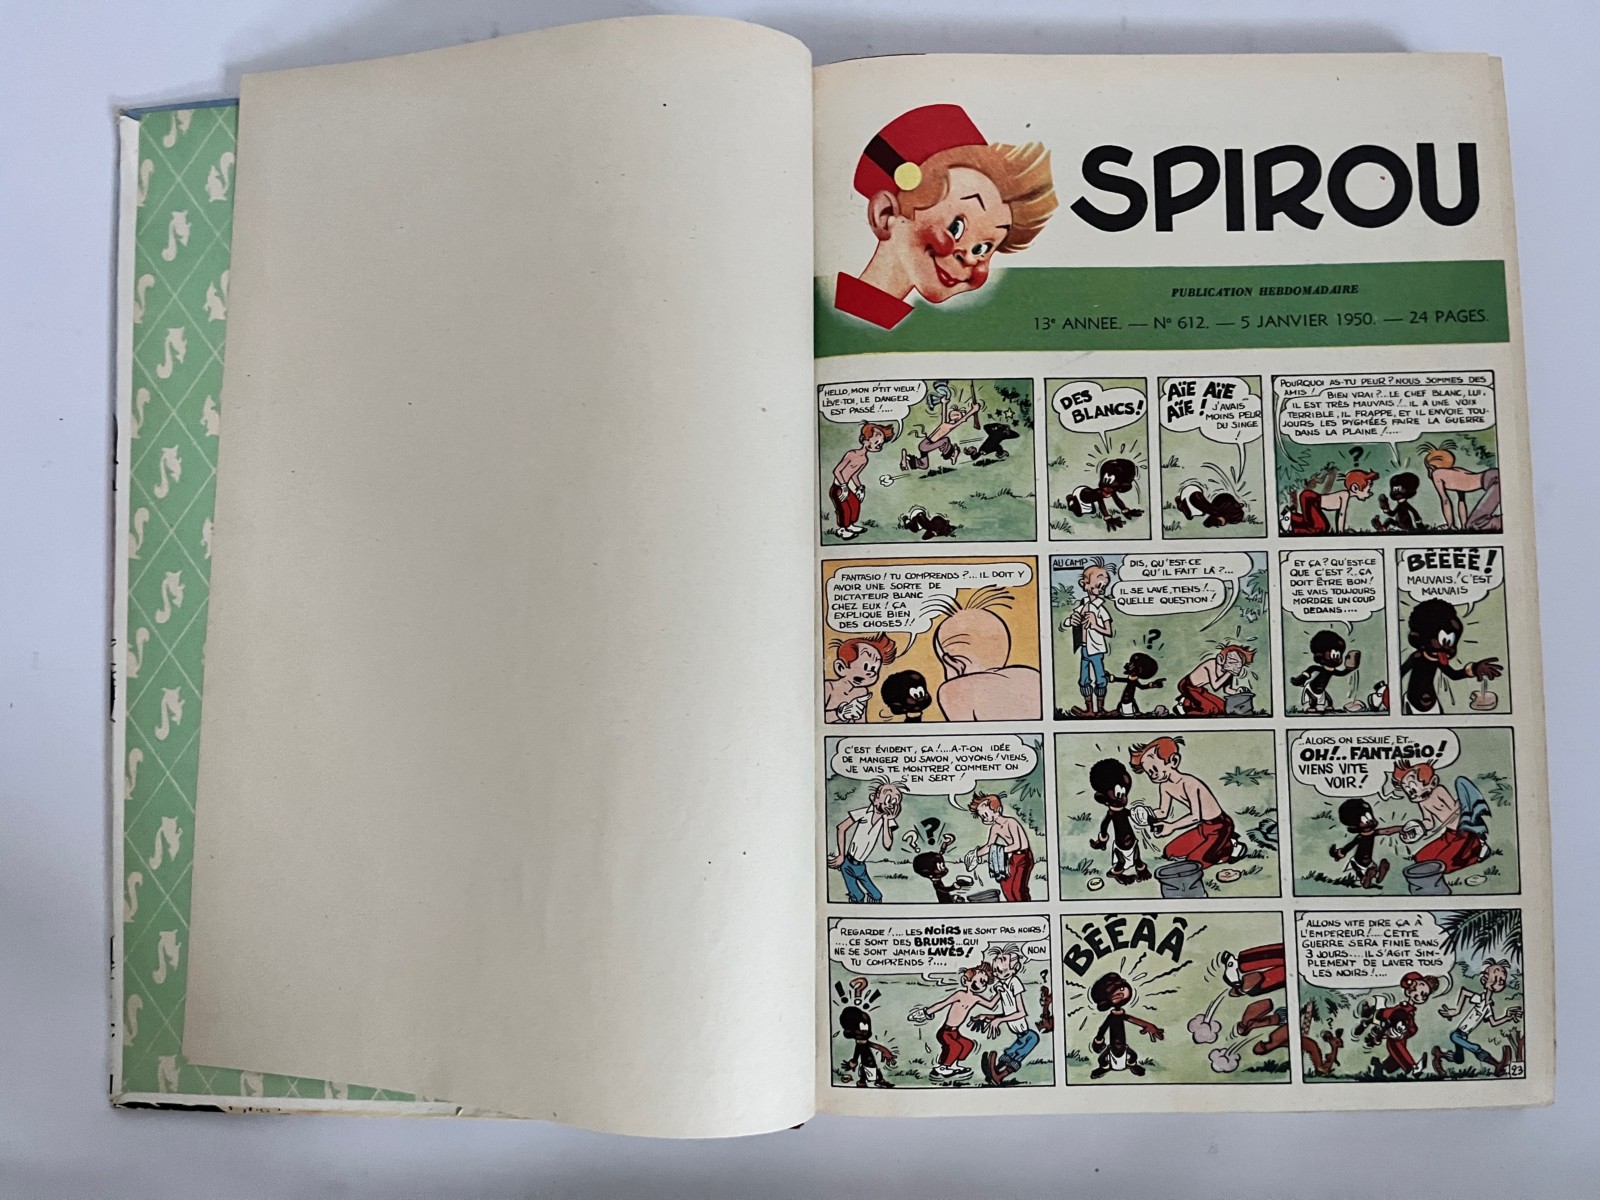 SPIROU
PUBLICATION HEBDOMADAIRE
13e ANNEE. — No 612. — 5 JANVIER 1950. — 24 PAGES.
HELLO, MON P'TIT VIEUX!
LÈVE-TOI, LE DANGER
EST PASSÉ!....
DES
BLANCS!
AÏE AÏE
AÏE!
J'AVAIS
MOINS PEUR
DU SINGE
!
POURQUOI AS-TU PEUR? NOUS SOMMES DES
AMIS!
BIEN VRAI?... LE CHEF BLANC, LUI,
IL EST TRÈS MAUVAIS!.. IL A UNE VOIX
TERRIBLE, IL FRAPPE, ET IL ENVOIE TOU-
JOURS LES PYGMÉES FAIRE LA GUERRE
DANS LA PLAINE!....
?
FANTASIO! TU COMPRENDS?... IL DOIT Y
AVOIR UNE SORTE DE
DICTATEUR BLANC
CHEZ EUX! ÇA
EXPLIQUE BIEN
DES CHOSES!!
AU CAMP
DIS, QU'EST-CE
QU'IL FAIT LÀ?...
IL SE LAVE, TIENS!...
QUELLE QUESTION!
?
ET ÇA? QU'EST-CE
QUE C'EST?.. ÇA
DOIT ÊTRE BON!
JE VAIS TOUJOURS
MORDRE UN COUP
DEDANS....
BÊÊÊÊ!
MAUVAIS! C'EST
MAUVAIS
C'EST ÉVIDENT, ÇA!....A-T-ON IDÉE
DE MANGER DU SAVON, VOYONS! VIENS,
JE VAIS TE MONTRER COMMENT ON
S'EN SERT!
? ? ?
..ALORS ON ESSUIE, ET..
OH!.. FANTASIO!
VIENS VITE
VOIR!
REGARDE!....LES NOIRS NE SONT PAS NOIRS!
....CE SONT DES BRUNS...QUI
NE SE SONT JAMAIS LAVÉS!
TU COMPRENDS?....
NON
! ? ! !
?
BÊÊÂÂ
ALLONS VITE DIRE ÇA À
L'EMPEREUR!....CETTE
GUERRE SERA FINIE DANS
3 JOURS....IL S'AGIT SIM-
PLEMENT DE LAVER TOUS
LES NOIRS!....
23